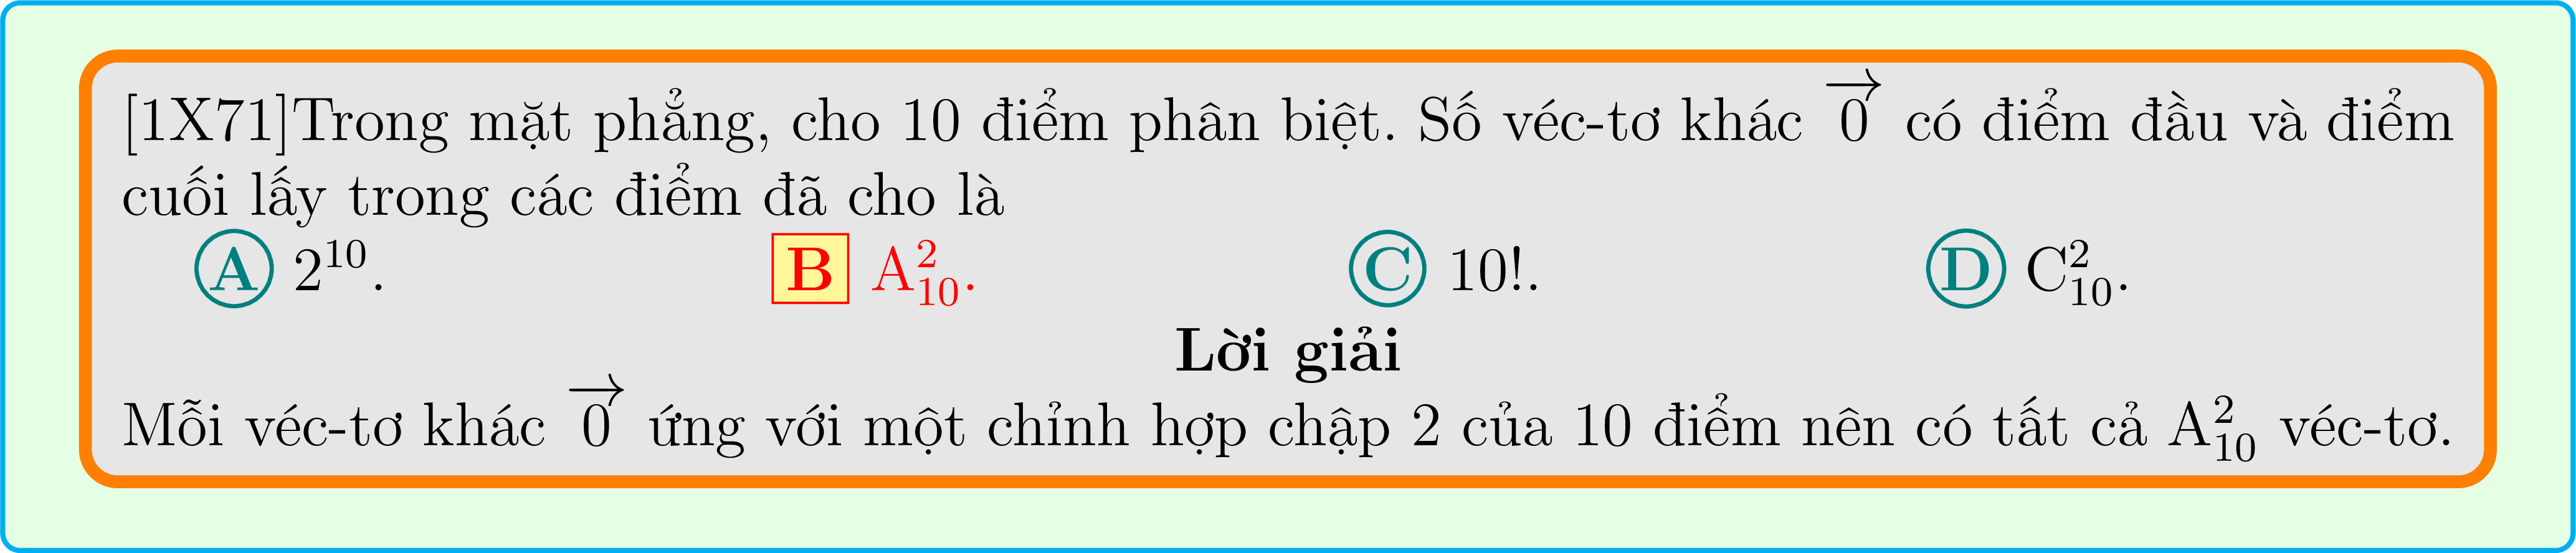 [1X71]Trong mặt phẳng, cho 10 điểm phân biệt. Số véc-tơ khác $\overrightarrow{0}$ có điểm đầu và điểm
cuối lấy trong các điểm đã cho là
A $2^{10}$. B $\mathrm{A}_{10}^{2}$. C 10!. D $\mathrm{C}_{10}^{2}$.
Lời giải
Mỗi véc-tơ khác $\overrightarrow{0}$ ứng với một chỉnh hợp chập 2 của 10 điểm nên có tất cả $\mathrm{A}_{10}^{2}$ véc-tơ.